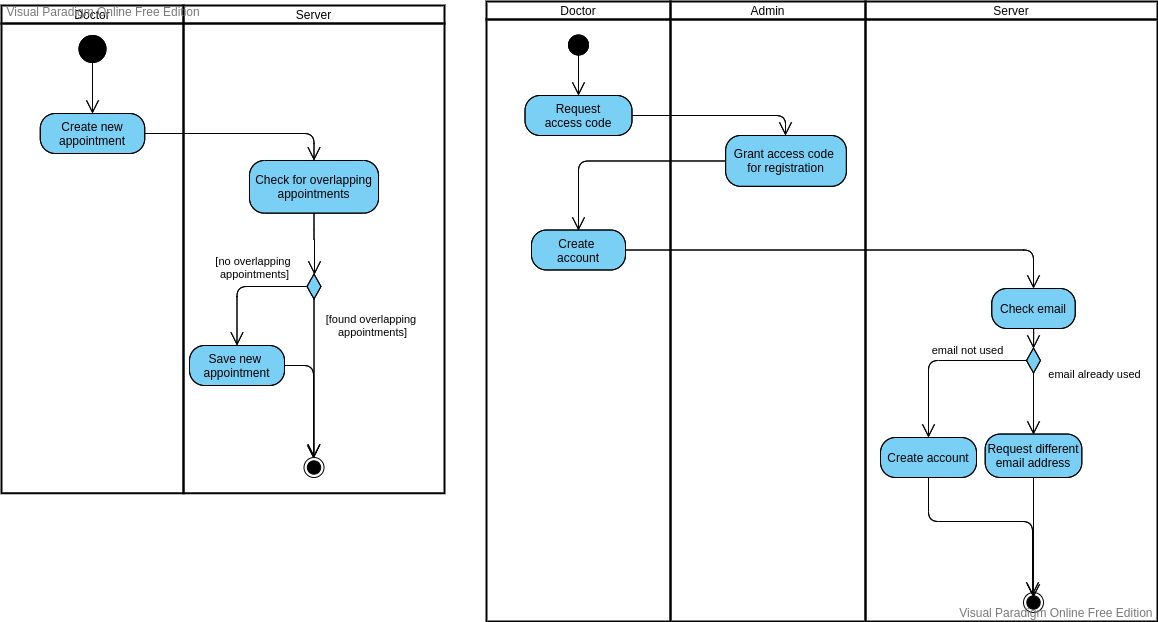 Visual Paradigm Online Free Edition
Doctor
Server
Create new
appointment
Check for overlapping
appointments
[no overlapping
appointments]
[found overlapping
appointments]
Save new
appointment
Doctor
Admin
Server
Request
access code
Grant access code
for registration
Create
account
Check email
email not used
email already used
Create account
Request different
email address
Visual Paradigm Online Free Edition